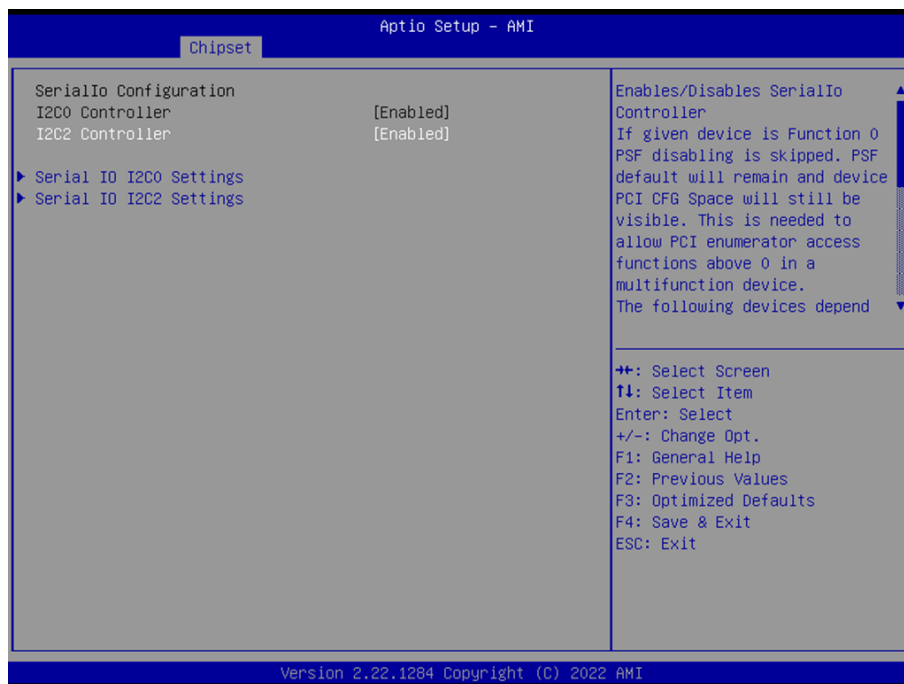 Aptio Setup – AMI
Chipset
SerialIo Configuration
I2C0 Controller [Enabled]
I2C2 Controller [Enabled]
Serial IO I2C0 Settings
Serial IO I2C2 Settings
Enables/Disables SerialIo
Controller
If given device is Function 0
PSF disabling is skipped. PSF
default will remain and device
PCI CFG Space will still be
visible. This is needed to
allow PCI enumerator access
functions above 0 in a
multifunction device.
The following devices depend
→←: Select Screen
↑↓: Select Item
Enter: Select
+/-: Change Opt.
F1: General Help
F2: Previous Values
F3: Optimized Defaults
F4: Save & Exit
ESC: Exit
Version 2.22.1284 Copyright (C) 2022 AMI